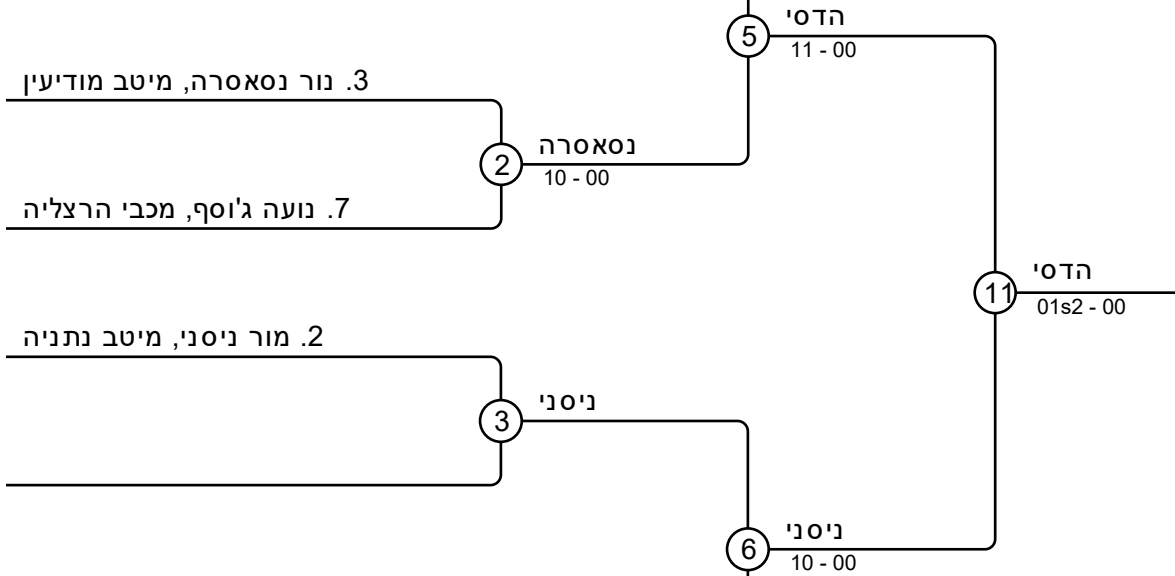 הדסי
5
11 - 00
3. נור נסאסרה, מיטב מודיעין
נסאסרה
2
10 - 00
7. נועה ג'וסף, מכבי הרצליה
הדסי
11
01s2 - 00
2. מור ניסני, מיטב נתניה
ניסני
3
ניסני
6
10 - 00